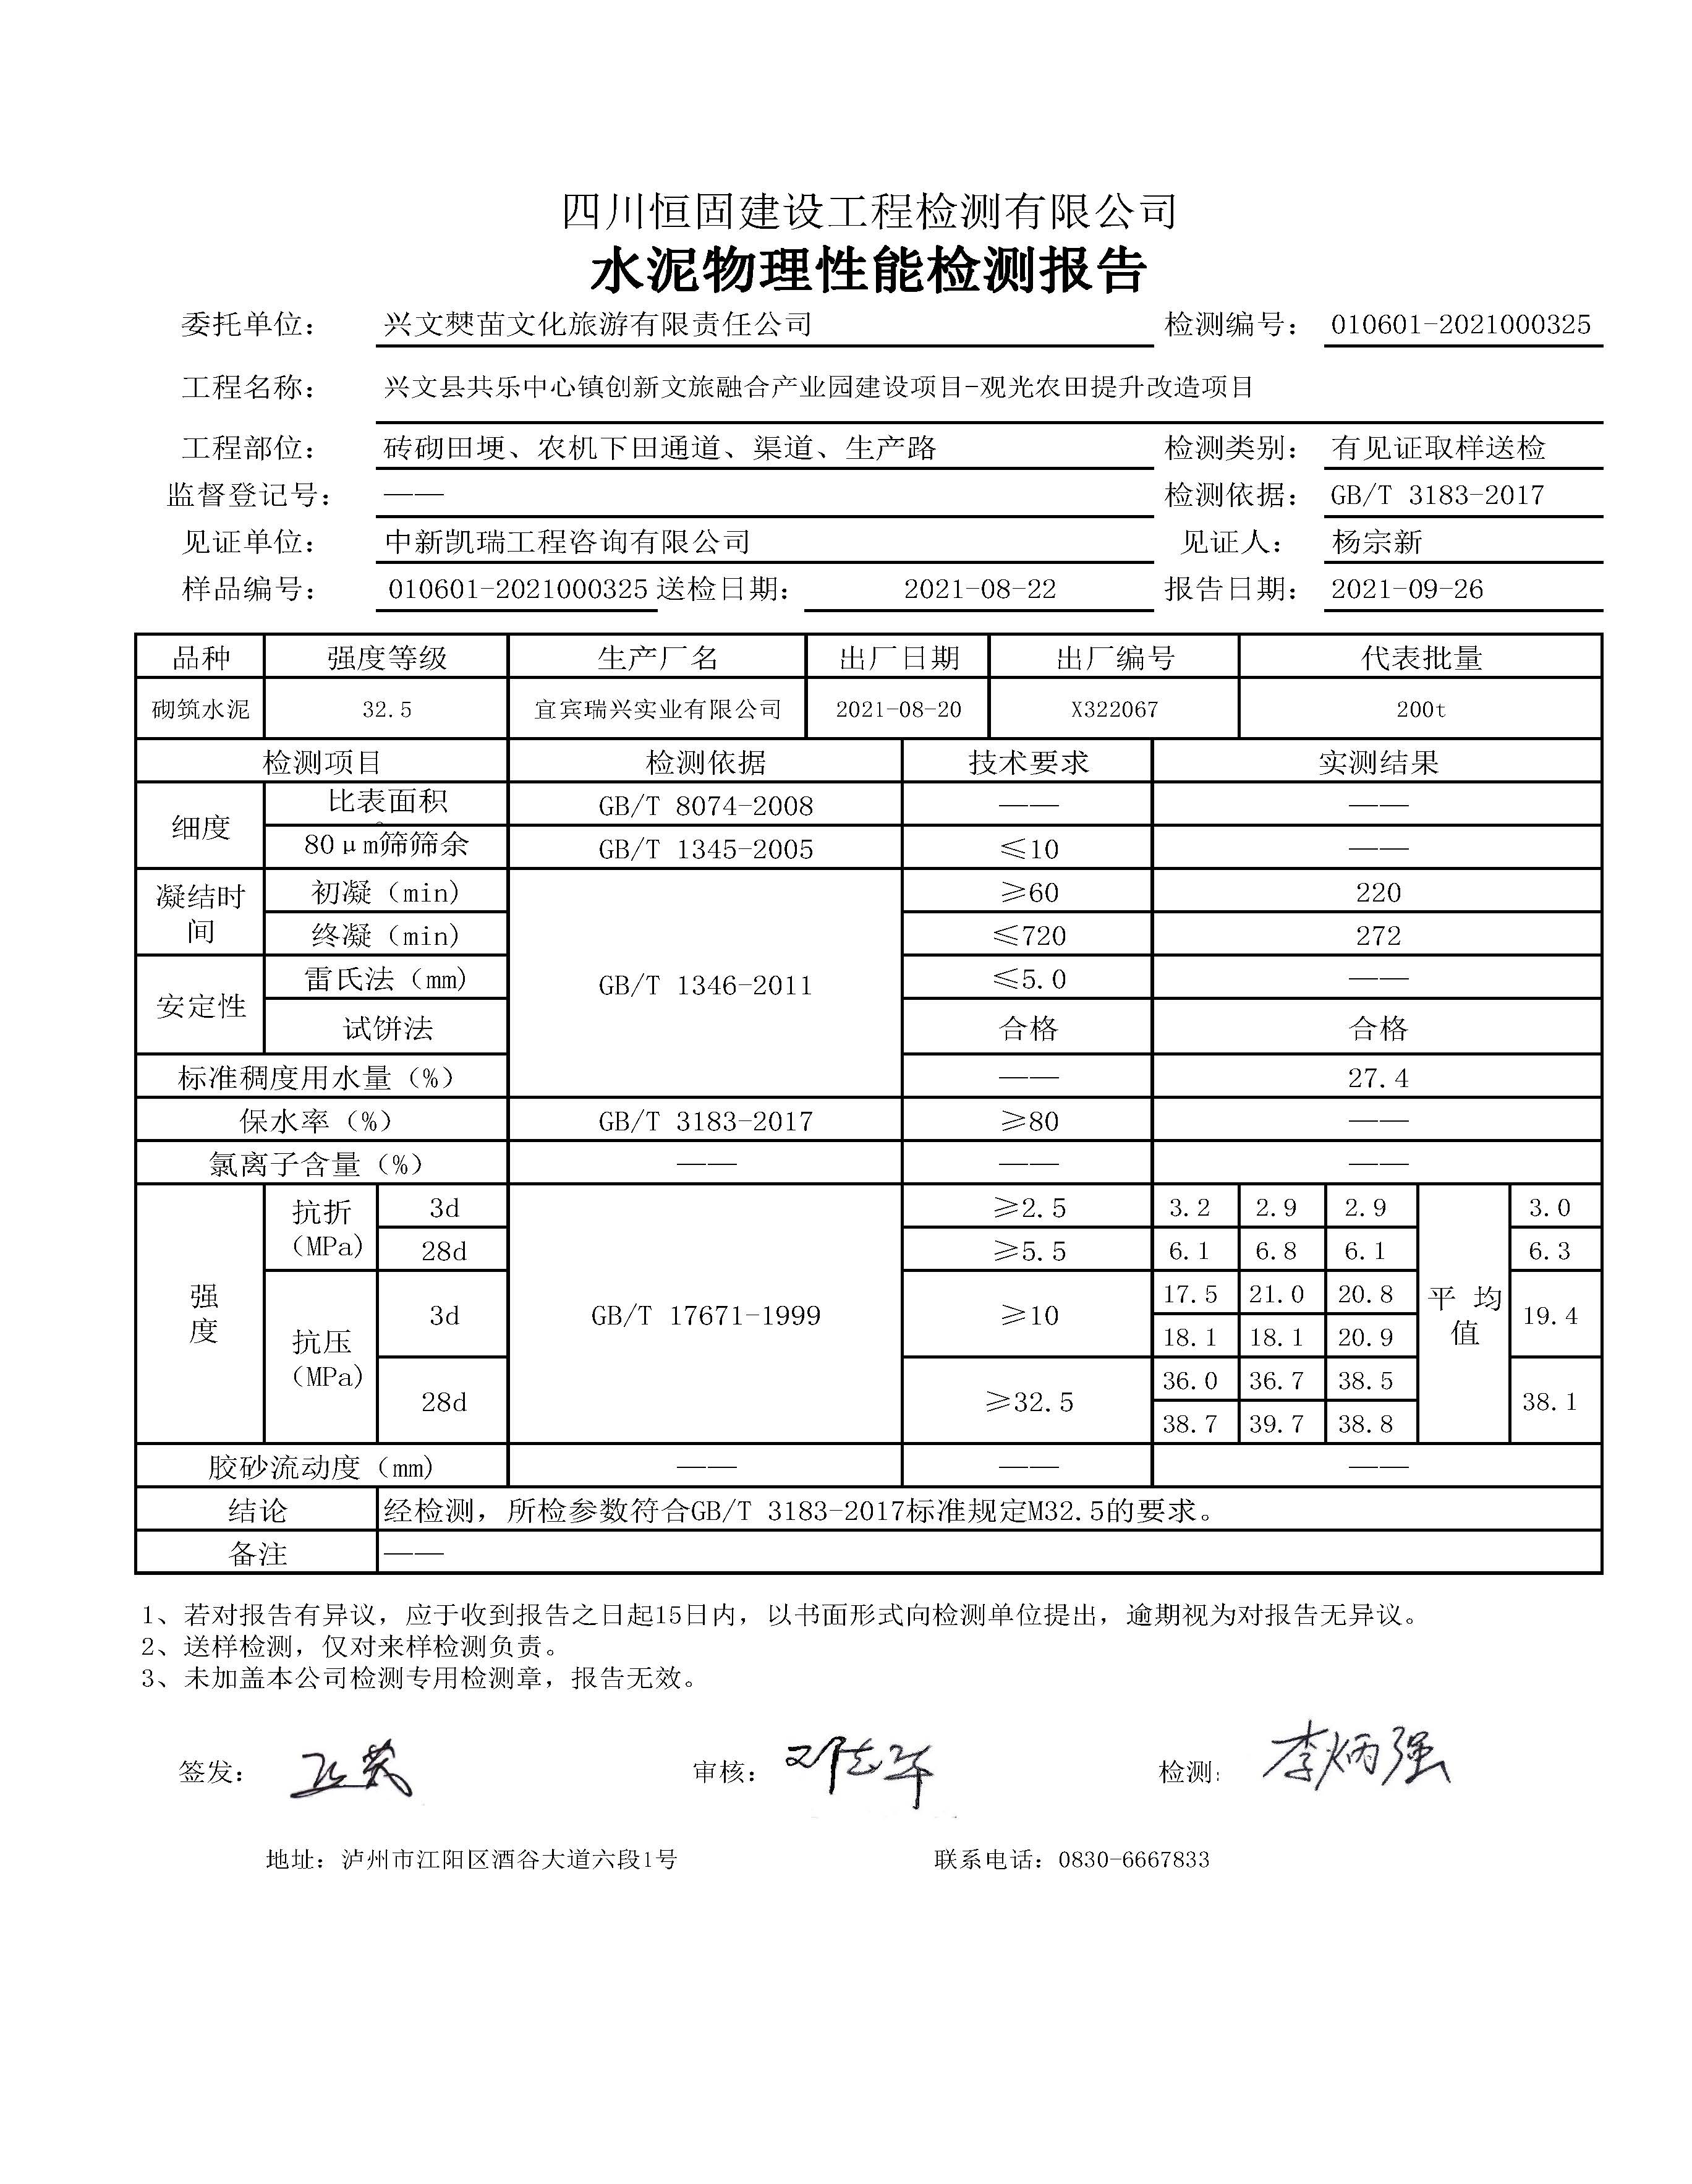 四川恒固建设工程检测有限公司
水泥物理性能检测报告
委托单位： 兴文僰苗文化旅游有限责任公司 检测编号： 010601-2021000325
工程名称： 兴文县共乐中心镇创新文旅融合产业园建设项目-观光农田提升改造项目
工程部位： 砖砌田埂、农机下田通道、渠道、生产路 检测类别： 有见证取样送检
监督登记号： —— 检测依据： GB/T 3183-2017
见证单位： 中新凯瑞工程咨询有限公司 见证人： 杨宗新
样品编号： 010601-2021000325 送检日期： 2021-08-22 报告日期： 2021-09-26
品种 强度等级 生产厂名 出厂日期 出厂编号 代表批量
砌筑水泥 32.5 宜宾瑞兴实业有限公司 2021-08-20 X322067 200t
检测项目 检测依据 技术要求 实测结果
细度 比表面积 GB/T 8074-2008 —— ——
80μm筛筛余 GB/T 1345-2005 ≤10 ——
凝结时间 初凝（min) GB/T 1346-2011 ≥60 220
终凝（min) ≤720 272
安定性 雷氏法（mm) ≤5.0 ——
试饼法 合格 合格
标准稠度用水量（%） —— 27.4
保水率（%） GB/T 3183-2017 ≥80 ——
氯离子含量（%） —— —— ——
强度 抗折（MPa) 3d GB/T 17671-1999 ≥2.5 3.2 2.9 2.9 平均值 3.0
28d ≥5.5 6.1 6.8 6.1 6.3
抗压（MPa) 3d ≥10 17.5 21.0 20.8 19.4
18.1 18.1 20.9
28d ≥32.5 36.0 36.7 38.5 38.1
38.7 39.7 38.8
胶砂流动度（mm) —— —— ——
结论 经检测，所检参数符合GB/T 3183-2017标准规定M32.5的要求。
备注 ——
1、若对报告有异议，应于收到报告之日起15日内，以书面形式向检测单位提出，逾期视为对报告无异议。
2、送样检测，仅对来样检测负责。
3、未加盖本公司检测专用检测章，报告无效。
签发： 审核： 邓志华 检测: 李炳强
地址：泸州市江阳区酒谷大道六段1号 联系电话：0830-6667833